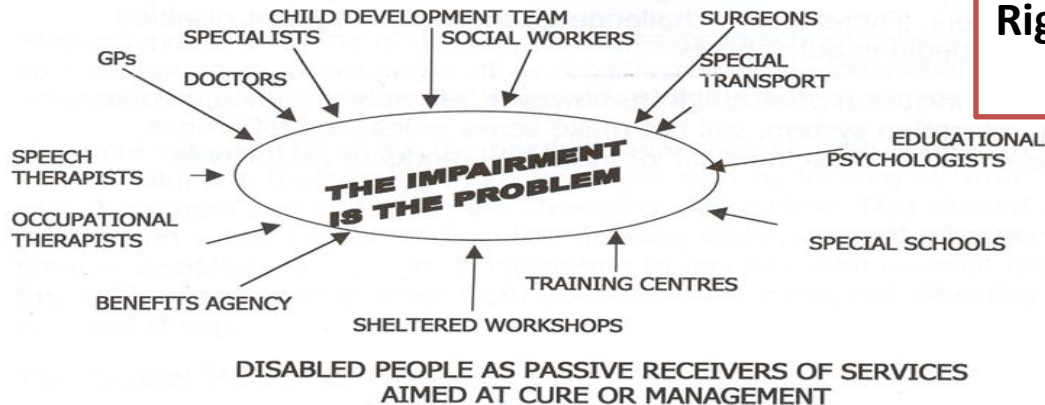 Rig
CHILD DEVELOPMENT TEAM
SURGEONS
SPECIALISTS
SOCIAL WORKERS
GPs
SPECIAL
TRANSPORT
DOCTORS
EDUCATIONAL
PSYCHOLOGISTS
SPEECH
THERAPISTS
THE IMPAIRMENT
IS THE PROBLEM
OCCUPATIONAL
THERAPISTS
SPECIAL SCHOOLS
BENEFITS AGENCY
TRAINING CENTRES
SHELTERED WORKSHOPS
DISABLED PEOPLE AS PASSIVE RECEIVERS OF SERVICES
AIMED AT CURE OR MANAGEMENT